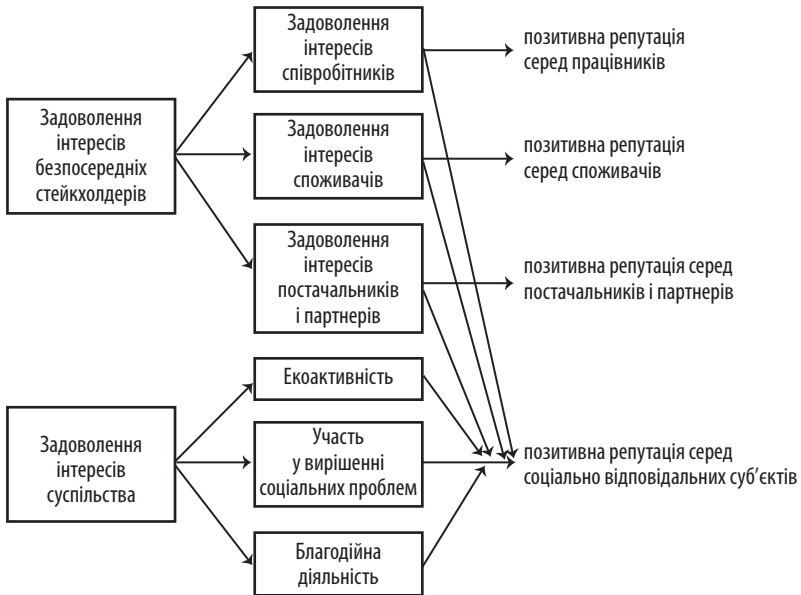 Задоволення
інтересів
безпосередніх
стейкхолдерів
Задоволення
інтересів
співробітників
позитивна репутація
серед працівників
Задоволення
інтересів
споживачів
позитивна репутація
серед споживачів
Задоволення
інтересів
постачальників
і партнерів
позитивна репутація серед
постачальників і партнерів
Задоволення
інтересів
суспільства
Екоактивність
Участь
у вирішенні
соціальних проблем
Благодійна
діяльність
позитивна репутація серед
соціально відповідальних суб’єктів